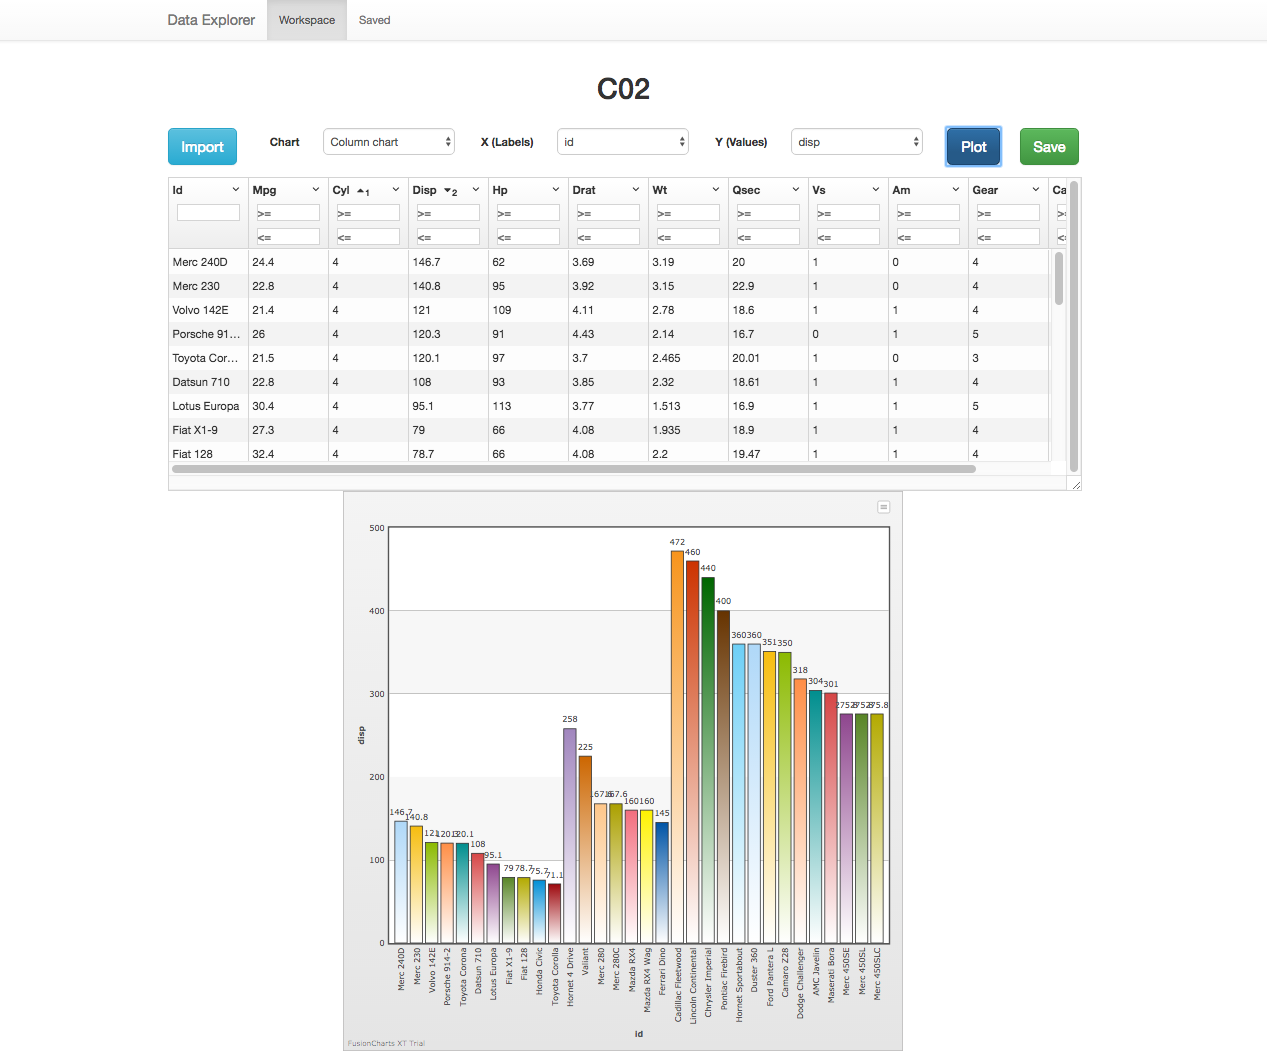 Data Explorer Workspace Saved
C02
Import Chart Column chart X (Labels) id Y (Values) disp Plot Save
Id Mpg Cyl 1 Disp 2 Hp Drat Wt Qsec Vs Am Gear Ca
>= >= >= >= >= >= >= >= >= >= >=
<= <= <= <= <= <= <= <= <= <= <=
Merc 240D 24.4 4 146.7 62 3.69 3.19 20 1 0 4
Merc 230 22.8 4 140.8 95 3.92 3.15 22.9 1 0 4
Volvo 142E 21.4 4 121 109 4.11 2.78 18.6 1 1 4
Porsche 91... 26 4 120.3 91 4.43 2.14 16.7 0 1 5
Toyota Cor... 21.5 4 120.1 97 3.7 2.465 20.01 1 0 3
Datsun 710 22.8 4 108 93 3.85 2.32 18.61 1 1 4
Lotus Europa 30.4 4 95.1 113 3.77 1.513 16.9 1 1 5
Fiat X1-9 27.3 4 79 66 4.08 1.935 18.9 1 1 4
Fiat 128 32.4 4 78.7 66 4.08 2.2 19.47 1 1 4
500
400
300
200
100
0
disp
146.7 140.8 121 120.3 120.1 108 95.1 79 78.7 75.7 71.1 258 225 167.6 167.6 160 160 145 472 460 440 400 360 360 351 350 318 304 301 275.8 275.8 275.8
Merc 240D
Merc 230
Volvo 142E
Porsche 914-2
Toyota Corona
Datsun 710
Lotus Europa
Fiat X1-9
Fiat 128
Honda Civic
Toyota Corolla
Hornet 4 Drive
Valiant
Merc 280
Merc 280C
Mazda RX4
Mazda RX4 Wag
Ferrari Dino
Cadillac Fleetwood
Lincoln Continental
Chrysler Imperial
Pontiac Firebird
Hornet Sportabout
Duster 360
Ford Pantera L
Camaro Z28
Dodge Challenger
AMC Javelin
Maserati Bora
Merc 450SE
Merc 450SL
Merc 450SLC
id
FusionCharts XT Trial